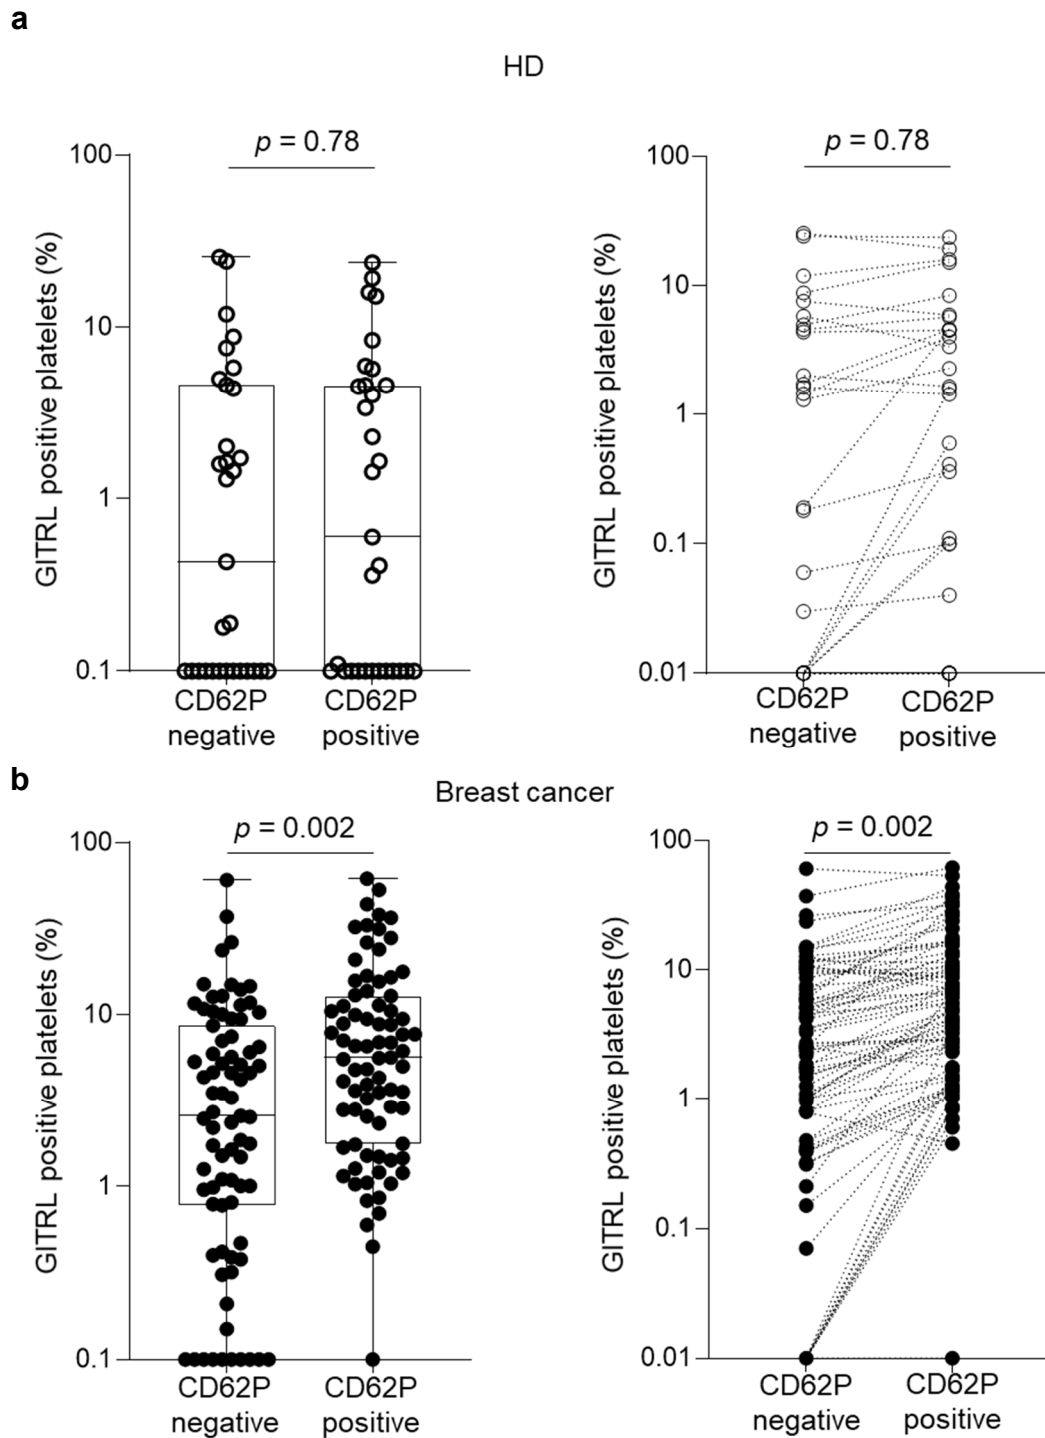 a
HD
p = 0.78
p = 0.78
GITRL positive platelets (%)
100
10
1
0.1
CD62P
negative
CD62P
positive
GITRL positive platelets (%)
100
10
1
0.1
0.01
CD62P
negative
CD62P
positive
b
Breast cancer
p = 0.002
p = 0.002
GITRL positive platelets (%)
100
10
1
0.1
CD62P
negative
CD62P
positive
GITRL positive platelets (%)
100
10
1
0.1
0.01
CD62P
negative
CD62P
positive